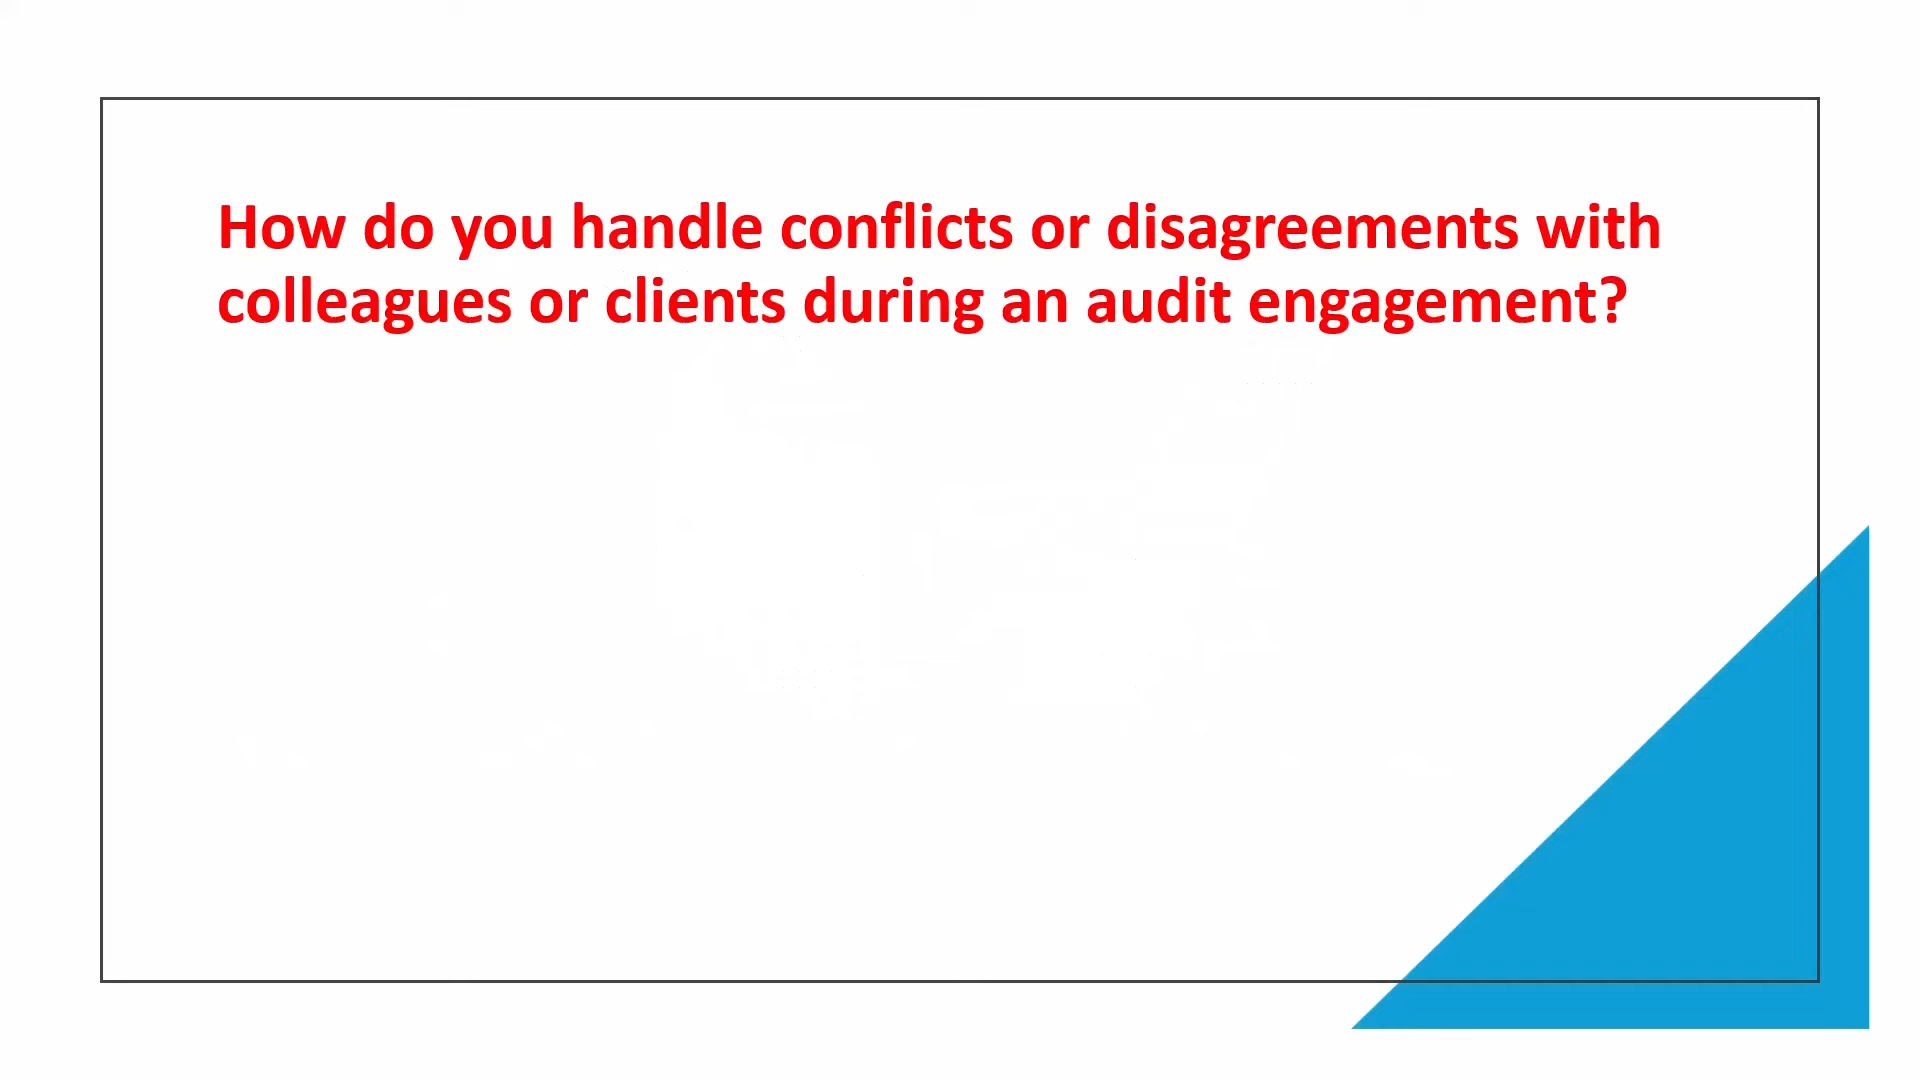 How do you handle conflicts or disagreements with
colleagues or clients during an audit engagement?